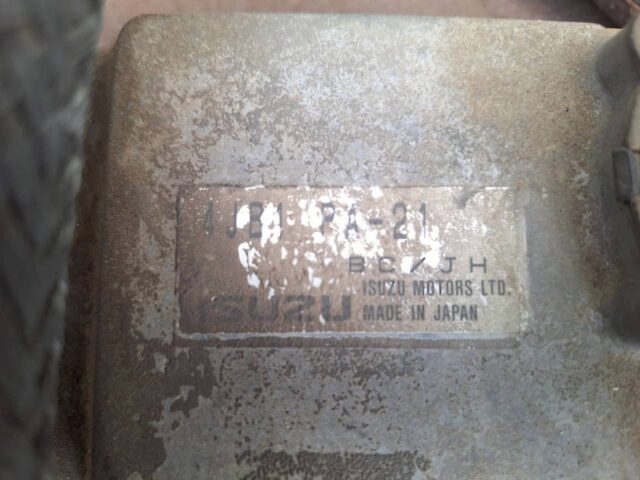 4JB1 PA-21
BC/JH
ISUZU MOTORS LTD.
ISUZU MADE IN JAPAN